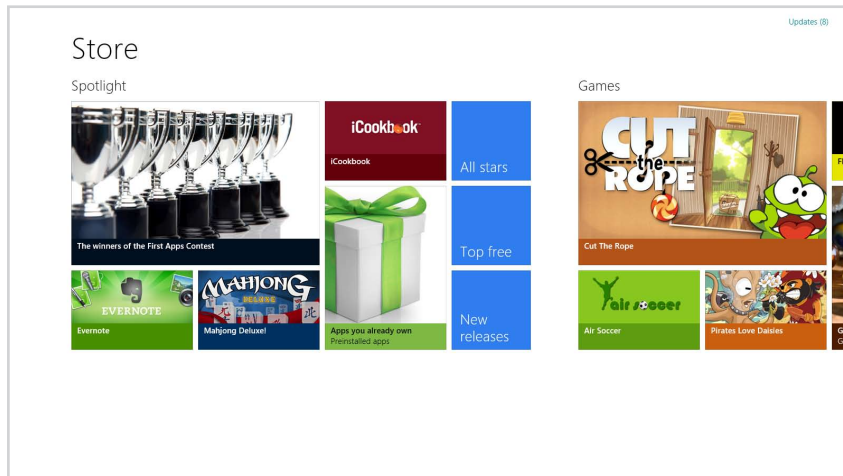 Updates (8)
Store
Spotlight
The winners of the First Apps Contest
iCookbook
iCookbook
All stars
Top free
New
releases
EVERNOTE
Evernote
MAHJONG
DELUXE
Mahjong Deluxe!
Apps you already own
Preinstalled apps
Games
CUT
the
ROPE
Cut The Rope
air soccer
Air Soccer
Pirates Love Daisies